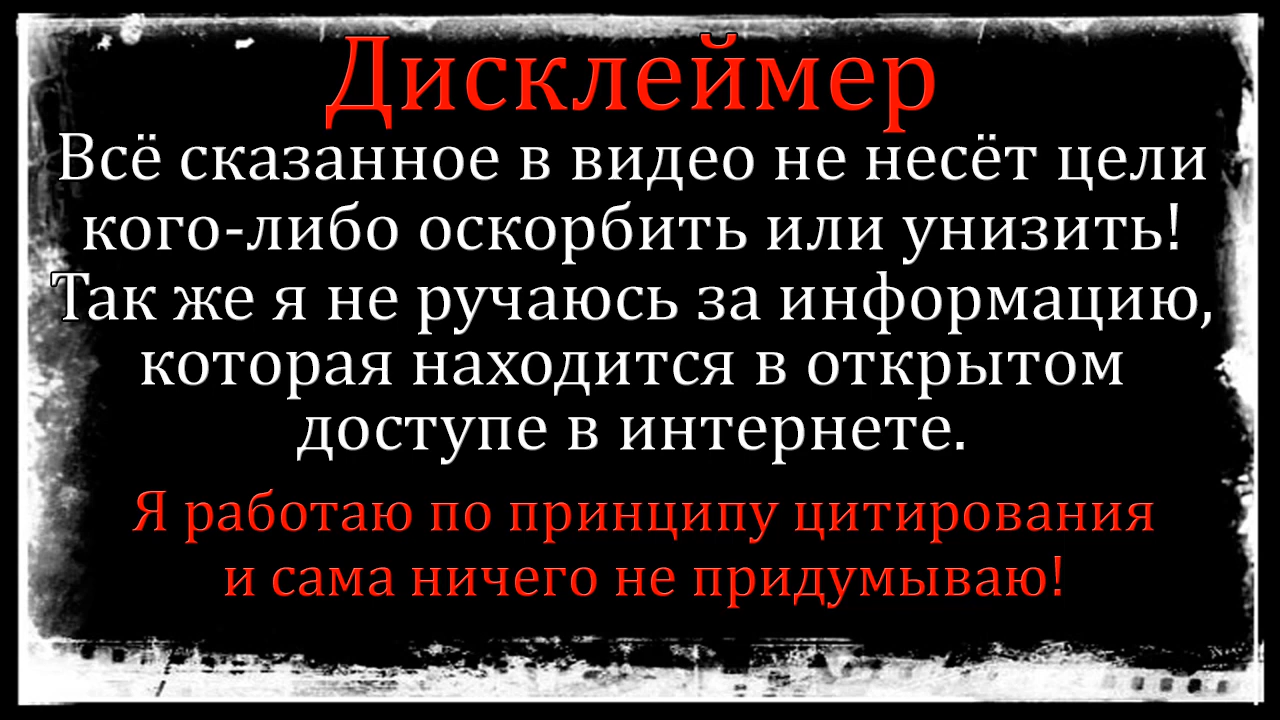 Дисклеймер
Всё сказанное в видео не несёт цели
кого-либо оскорбить или унизить!
Так же я не ручаюсь за информацию,
которая находится в открытом
доступе в интернете.
Я работаю по принципу цитирования
и сама ничего не придумываю!